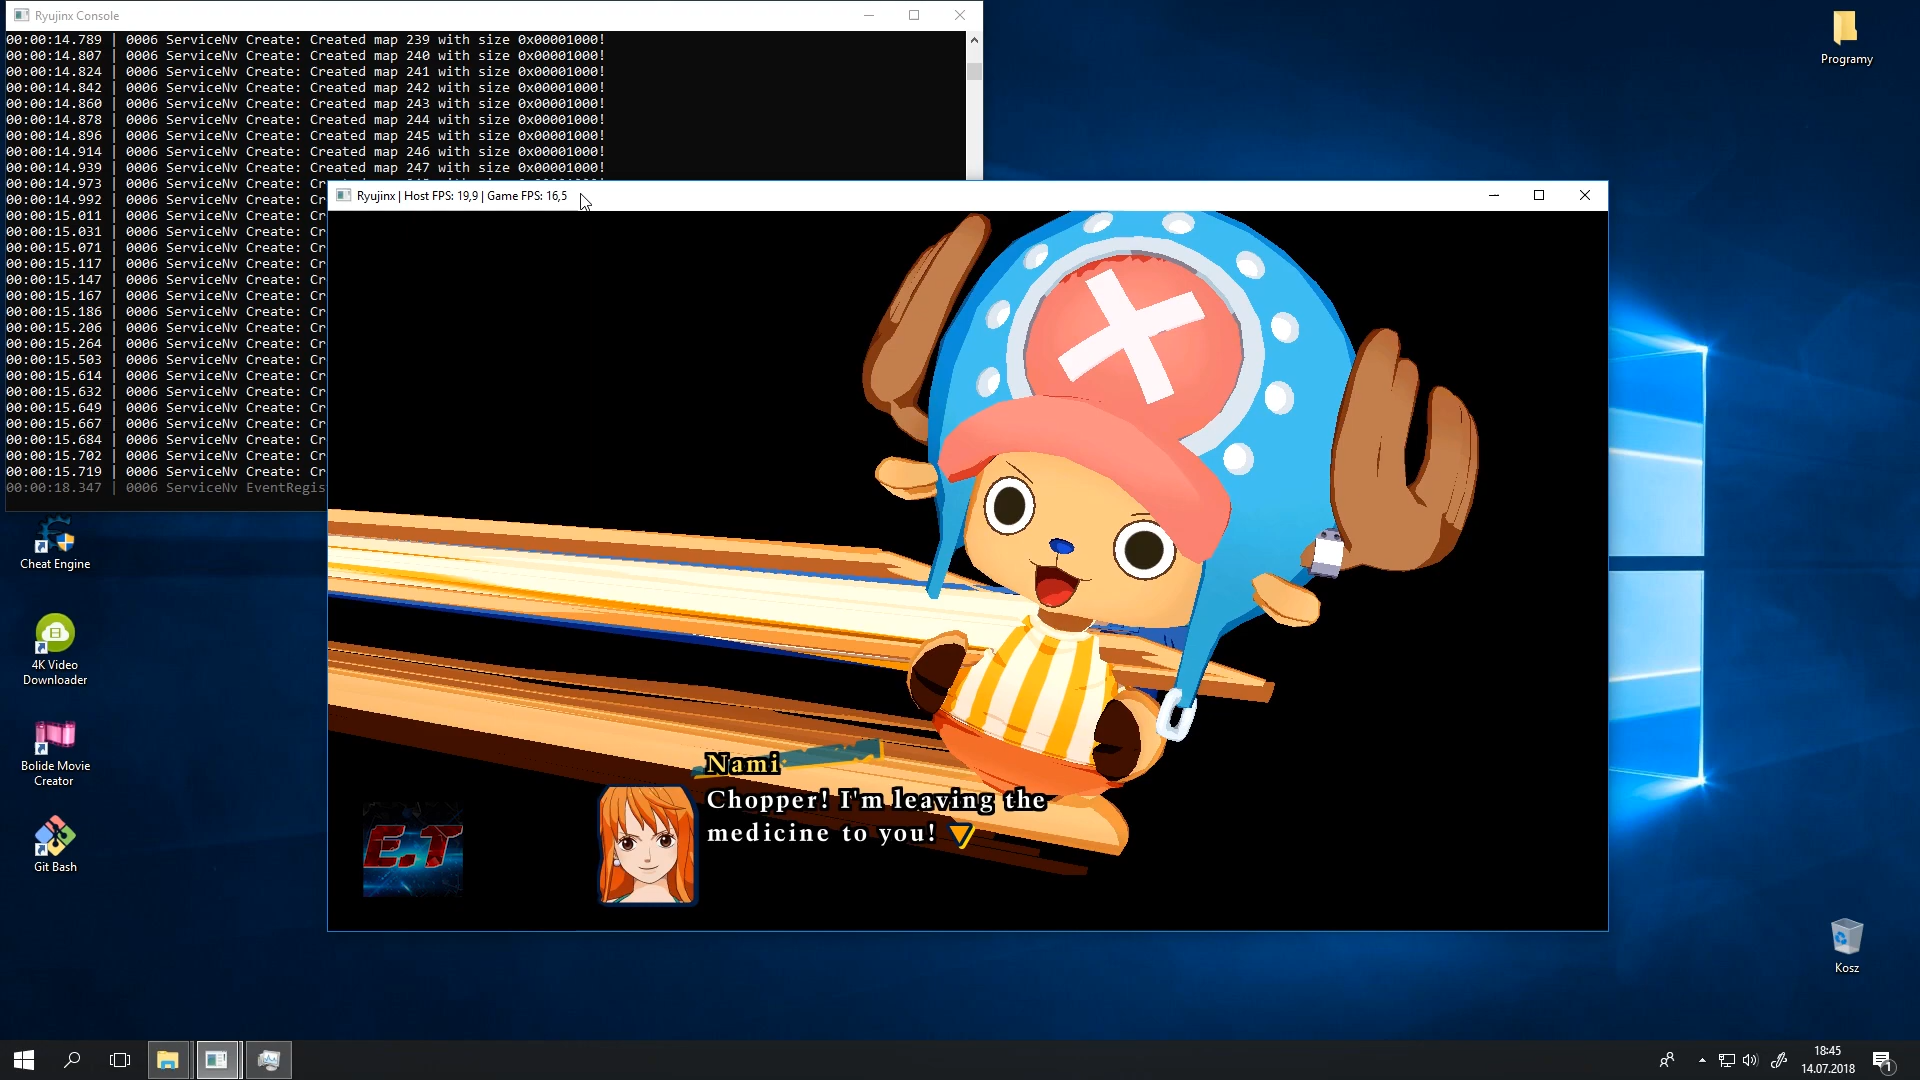 Ryujinx Console
00:00:14.789 | 0006 ServiceNv Create: Created map 239 with size 0x00001000!
00:00:14.807 | 0006 ServiceNv Create: Created map 240 with size 0x00001000!
00:00:14.824 | 0006 ServiceNv Create: Created map 241 with size 0x00001000!
00:00:14.842 | 0006 ServiceNv Create: Created map 242 with size 0x00001000!
00:00:14.860 | 0006 ServiceNv Create: Created map 243 with size 0x00001000!
00:00:14.878 | 0006 ServiceNv Create: Created map 244 with size 0x00001000!
00:00:14.896 | 0006 ServiceNv Create: Created map 245 with size 0x00001000!
00:00:14.914 | 0006 ServiceNv Create: Created map 246 with size 0x00001000!
00:00:14.939 | 0006 ServiceNv Create: Created map 247 with size 0x00001000!
00:00:14.973 | 0006 ServiceNv Create: Cr
00:00:14.992 | 0006 ServiceNv Create: Cr
00:00:15.011 | 0006 ServiceNv Create: Cr
00:00:15.031 | 0006 ServiceNv Create: Cr
00:00:15.071 | 0006 ServiceNv Create: Cr
00:00:15.117 | 0006 ServiceNv Create: Cr
00:00:15.147 | 0006 ServiceNv Create: Cr
00:00:15.167 | 0006 ServiceNv Create: Cr
00:00:15.186 | 0006 ServiceNv Create: Cr
00:00:15.206 | 0006 ServiceNv Create: Cr
00:00:15.264 | 0006 ServiceNv Create: Cr
00:00:15.503 | 0006 ServiceNv Create: Cr
00:00:15.614 | 0006 ServiceNv Create: Cr
00:00:15.632 | 0006 ServiceNv Create: Cr
00:00:15.649 | 0006 ServiceNv Create: Cr
00:00:15.667 | 0006 ServiceNv Create: Cr
00:00:15.684 | 0006 ServiceNv Create: Cr
00:00:15.702 | 0006 ServiceNv Create: Cr
00:00:15.719 | 0006 ServiceNv Create: Cr
00:00:18.347 | 0006 ServiceNv EventRegis
Ryujinx | Host FPS: 19,9 | Game FPS: 16,5
Nami
Chopper! I'm leaving the
medicine to you!
E.T
Programy
Cheat Engine
4K Video
Downloader
Bolide Movie
Creator
Git Bash
Kosz
18:45
14.07.2018
1